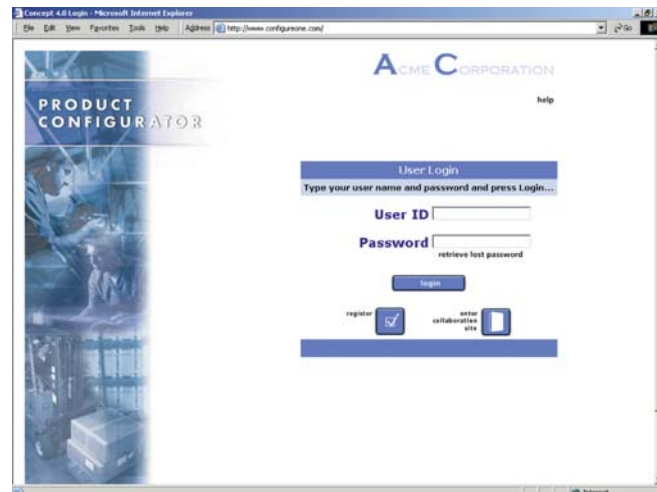 Concept 4.0 Login - Microsoft Internet Explorer
File Edit View Favorites Tools Help Address http://www.configureone.com/ Go
ACME CORPORATION
help
PRODUCT
CONFIGURATOR
User Login
Type your user name and password and press Login...
User ID
Password
retrieve lost password
login
register
enter
collaboration
site
Internet